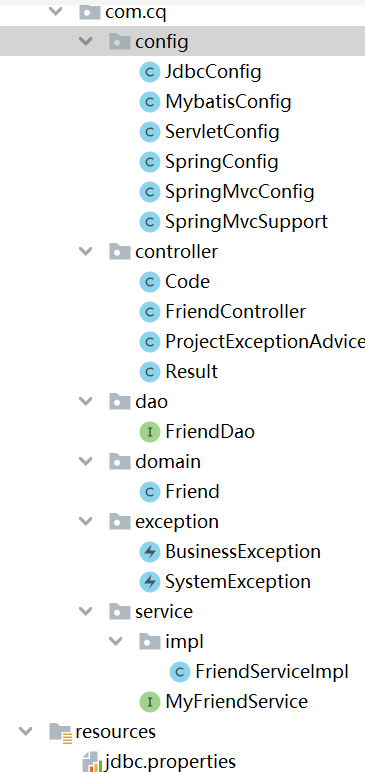 com.cq
config
JdbcConfig
MybatisConfig
ServletConfig
SpringConfig
SpringMvcConfig
SpringMvcSupport
controller
Code
FriendController
ProjectExceptionAdvice
Result
dao
FriendDao
domain
Friend
exception
BusinessException
SystemException
service
impl
FriendServiceImpl
MyFriendService
resources
jdbc.properties